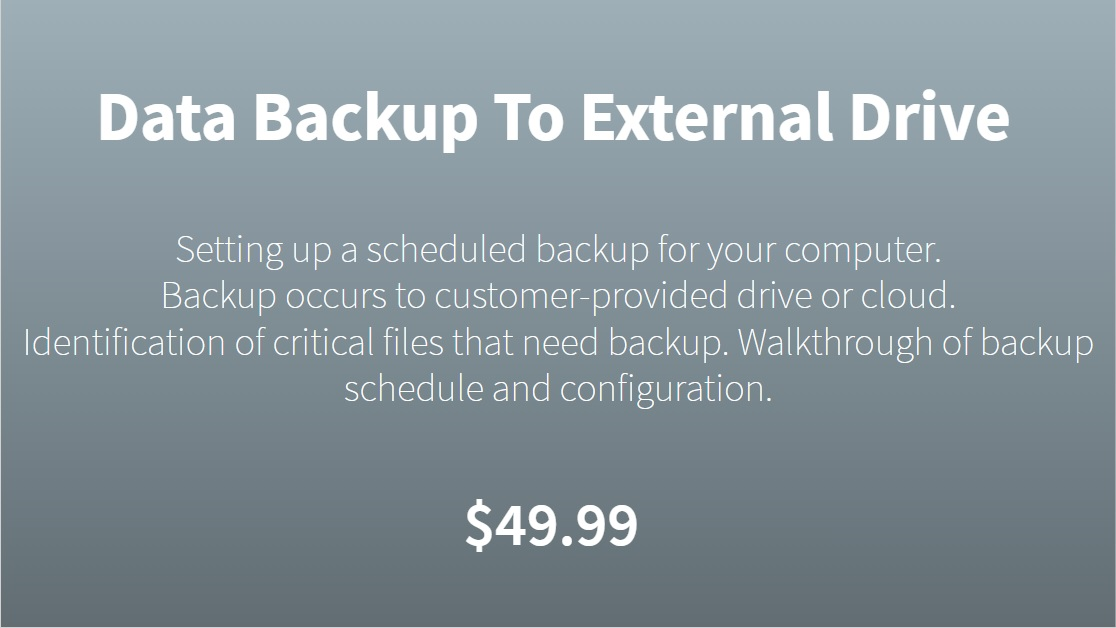 Data Backup To External Drive
Setting up a scheduled backup for your computer.
Backup occurs to customer-provided drive or cloud.
Identification of critical files that need backup. Walkthrough of backup
schedule and configuration.
$49.99